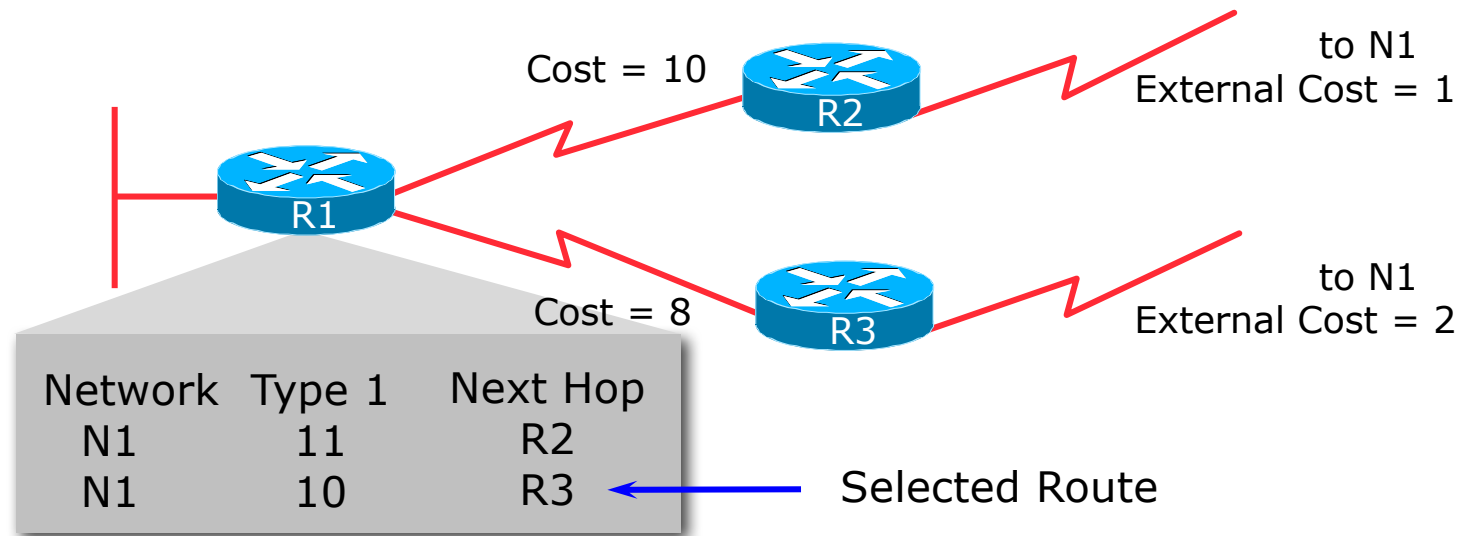 to N1
External Cost = 1
Cost = 10
R2
R1
to N1
External Cost = 2
Cost = 8
R3
Network Type 1 Next Hop
N1 11 R2
N1 10 R3
Selected Route